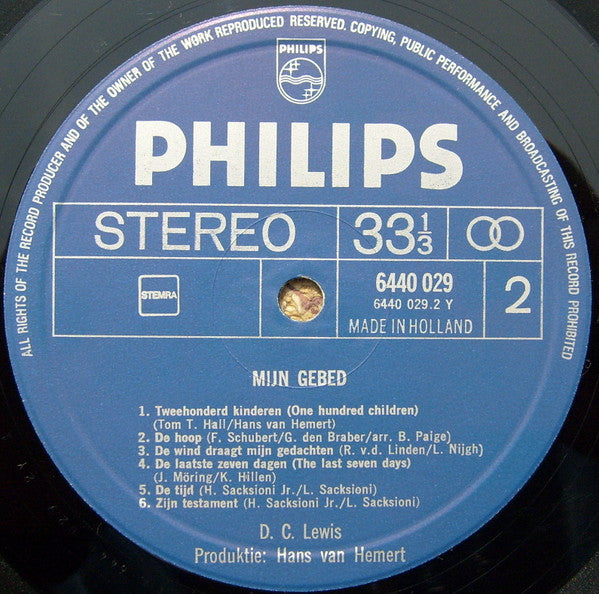 ALL RIGHTS OF THE RECORD PRODUCER AND OF THE OWNER OF THE WORK REPRODUCED RESERVED. COPYING, PUBLIC PERFORMANCE AND BROADCASTING OF THIS RECORD PROHIBITED
PHILIPS
PHILIPS
STEREO 33 1/3
STEMRA
6440 029
6440 029.2 Y
MADE IN HOLLAND
2
MIJN GEBED
1. Tweehonderd kinderen (One hundred children)
(Tom T. Hall/Hans van Hemert)
2. De hoop (F. Schubert/G. den Braber/arr. B. Paige)
3. De wind draagt mijn gedachten (R. v.d. Linden/L. Nijgh)
4. De laatste zeven dagen (The last seven days)
(J. Möring/K. Hillen)
5. De tijd (H. Sacksioni Jr./L. Sacksioni)
6. Zijn testament (H. Sacksioni Jr./L. Sacksioni)
D. C. Lewis
Produktie: Hans van Hemert